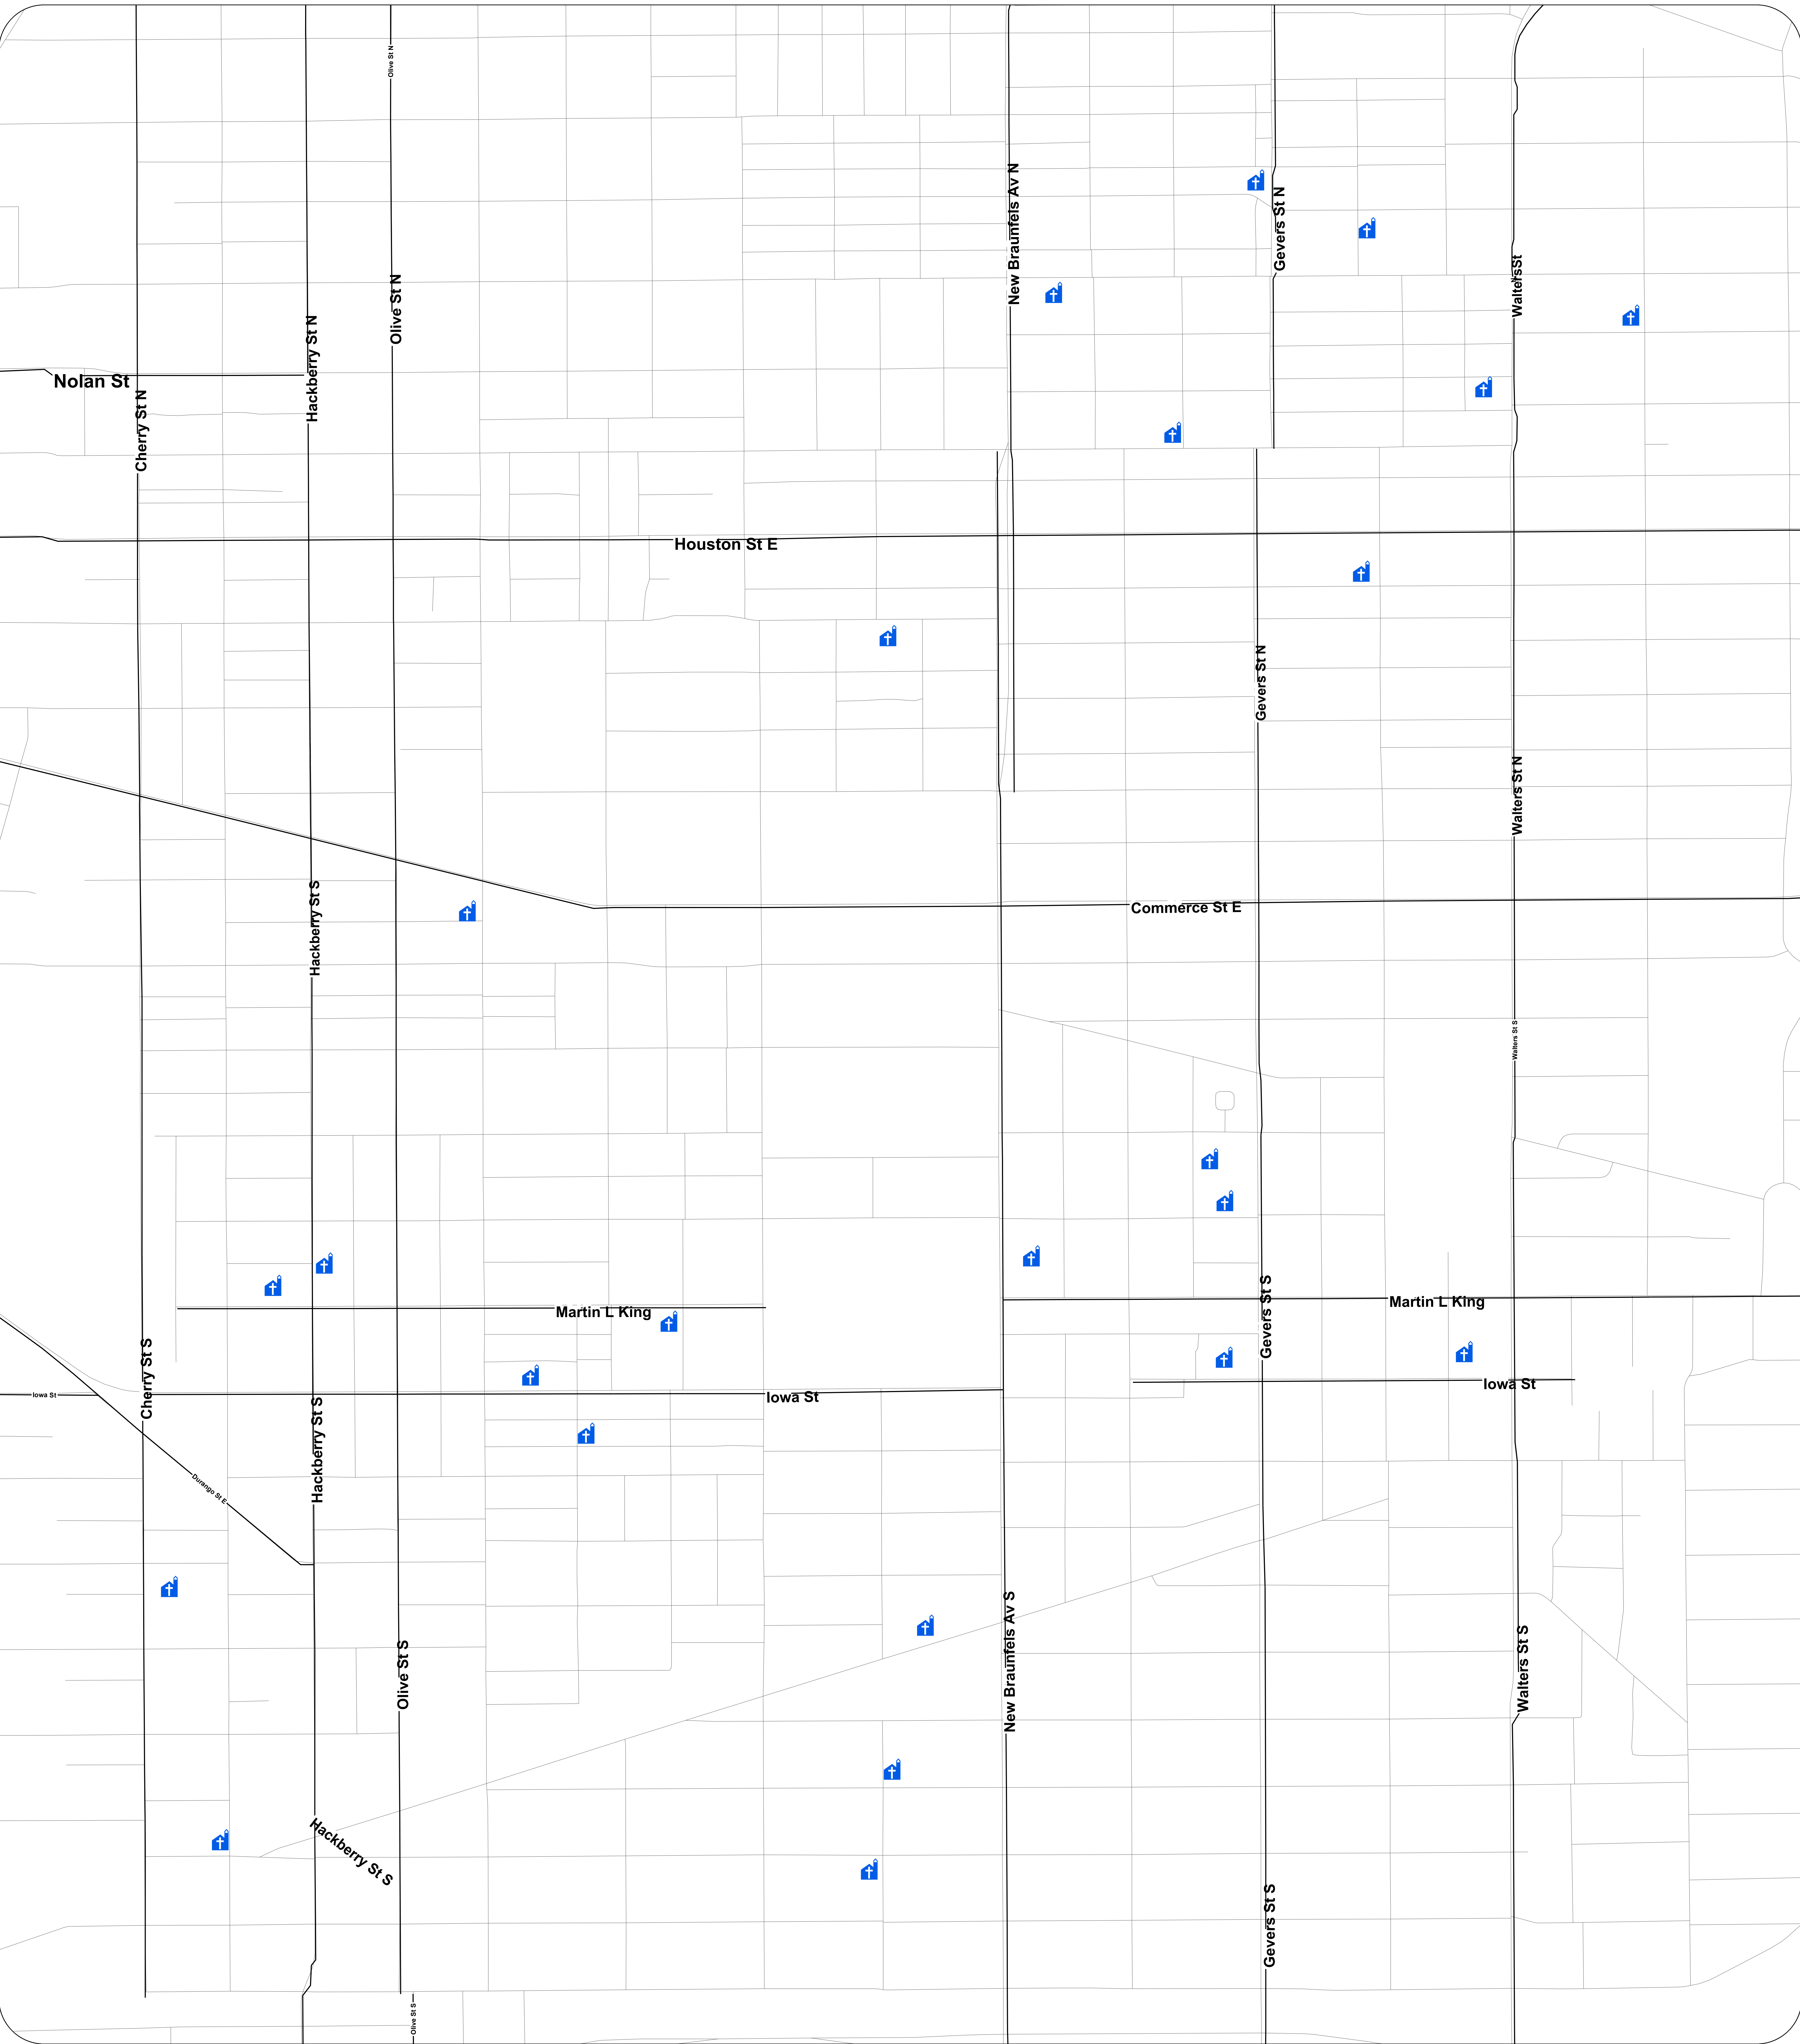 Olive St N
New Braunfels Av N
Gevers St N
WaltersSt
Olive St N
Hackberry St N
Nolan St
Cherry St N
Houston St E
Gevers St N
Walters St N
Hackberry St S
Commerce St E
Walters St S
Martin L King
Martin L King
Gevers St S
Cherry St S
Iowa St
Iowa St
Iowa St
Hackberry St S
Durango St E
New Braunfels Av S
Olive St S
Walters St S
Hackberry St S
Gevers St S
Olive St S